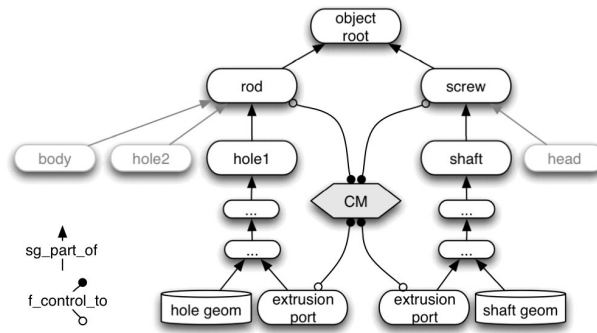 object
root
rod
screw
body
hole2
hole1
shaft
head
...
...
CM
...
...
sg_part_of
f_control_to
hole geom
extrusion
port
extrusion
port
shaft geom